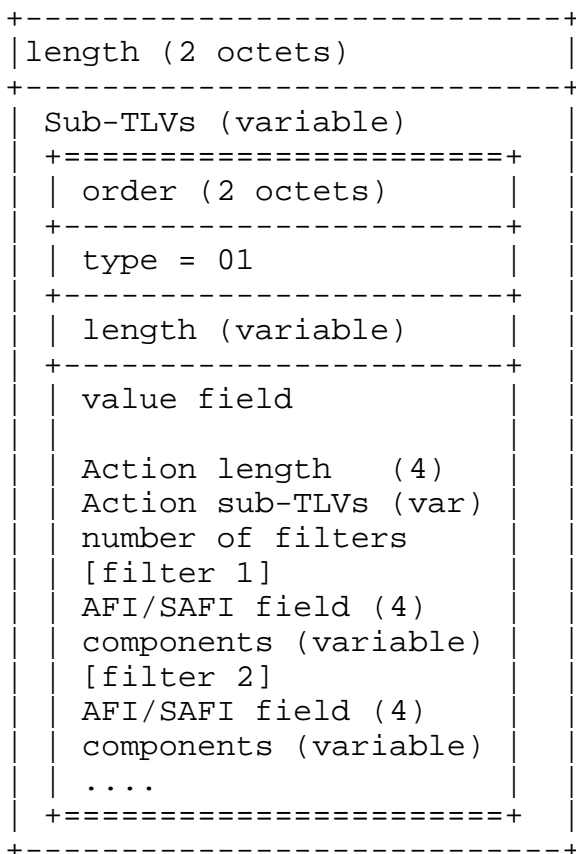 +-----------------------------+
|length (2 octets)            |
+-----------------------------+
| Sub-TLVs (variable)         |
| +=======================+   |
| | order (2 octets)      |   |
| +-----------------------+   |
| | type = 01             |   |
| +-----------------------+   |
| | length (variable)     |   |
| +-----------------------+   |
| | value field           |   |
| |                       |   |
| | Action length   (4)   |   |
| | Action sub-TLVs (var) |   |
| | number of filters     |   |
| | [filter 1]            |   |
| | AFI/SAFI field (4)    |   |
| | components (variable) |   |
| | [filter 2]            |   |
| | AFI/SAFI field (4)    |   |
| | components (variable) |   |
| | ....                  |   |
| +=======================+   |
+-----------------------------+